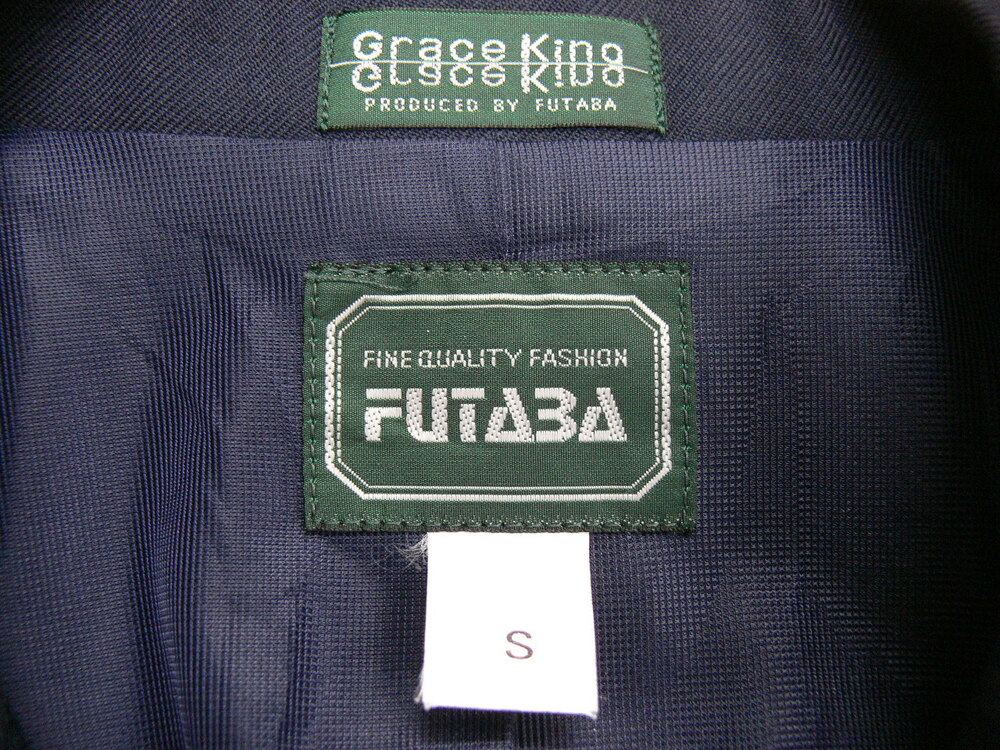 Grace King
PRODUCED BY FUTABA
FINE QUALITY FASHION
FUTABA
S